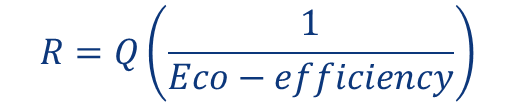 R = Q (1 / Eco − efficiency)